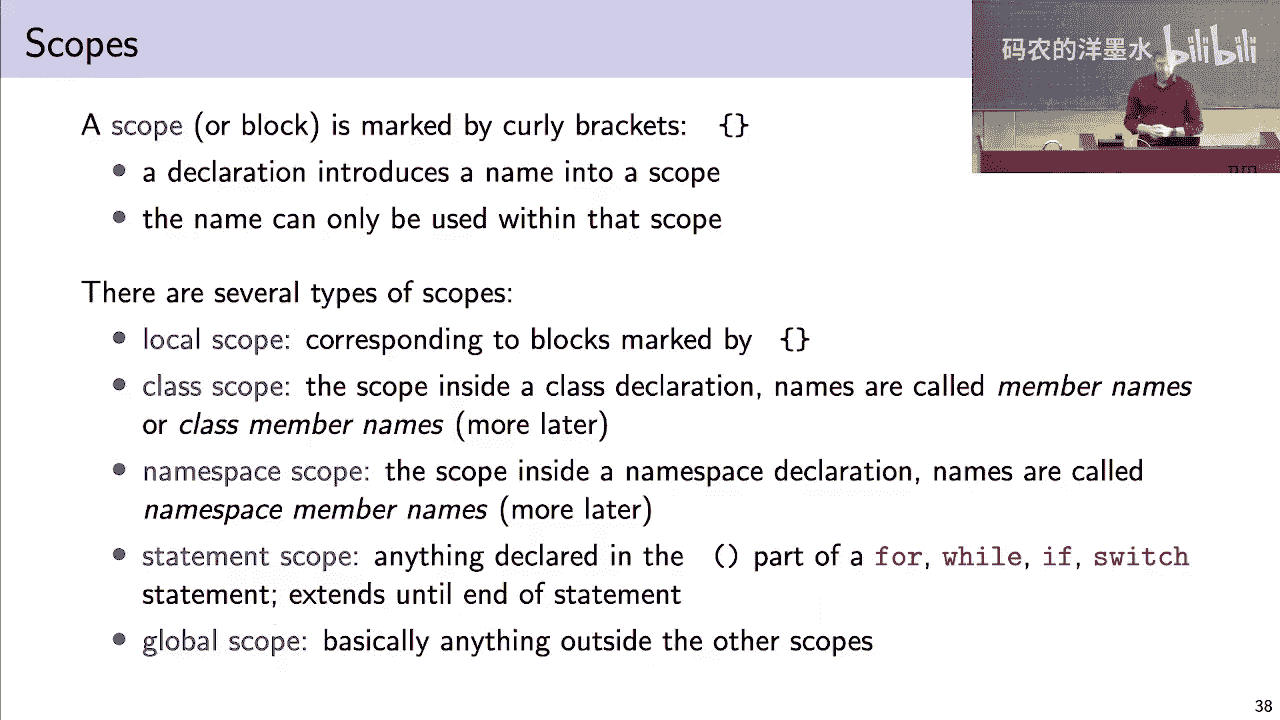 Scopes
码农的洋墨水 bilibili
A scope (or block) is marked by curly brackets: {}
• a declaration introduces a name into a scope
• the name can only be used within that scope
There are several types of scopes:
• local scope: corresponding to blocks marked by {}
• class scope: the scope inside a class declaration, names are called member names
or class member names (more later)
• namespace scope: the scope inside a namespace declaration, names are called
namespace member names (more later)
• statement scope: anything declared in the () part of a for, while, if, switch
statement; extends until end of statement
• global scope: basically anything outside the other scopes
38